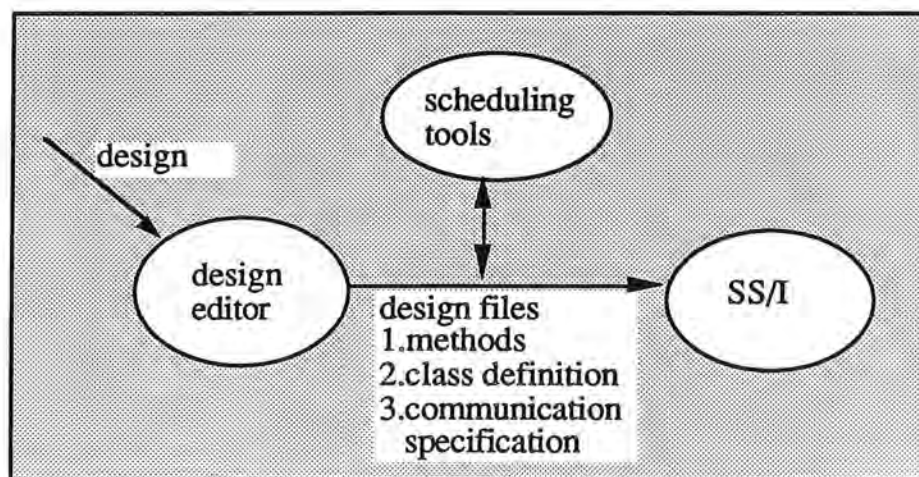 scheduling
tools
design
design
editor
SS/I
design files
1.methods
2.class definition
3.communication
specification